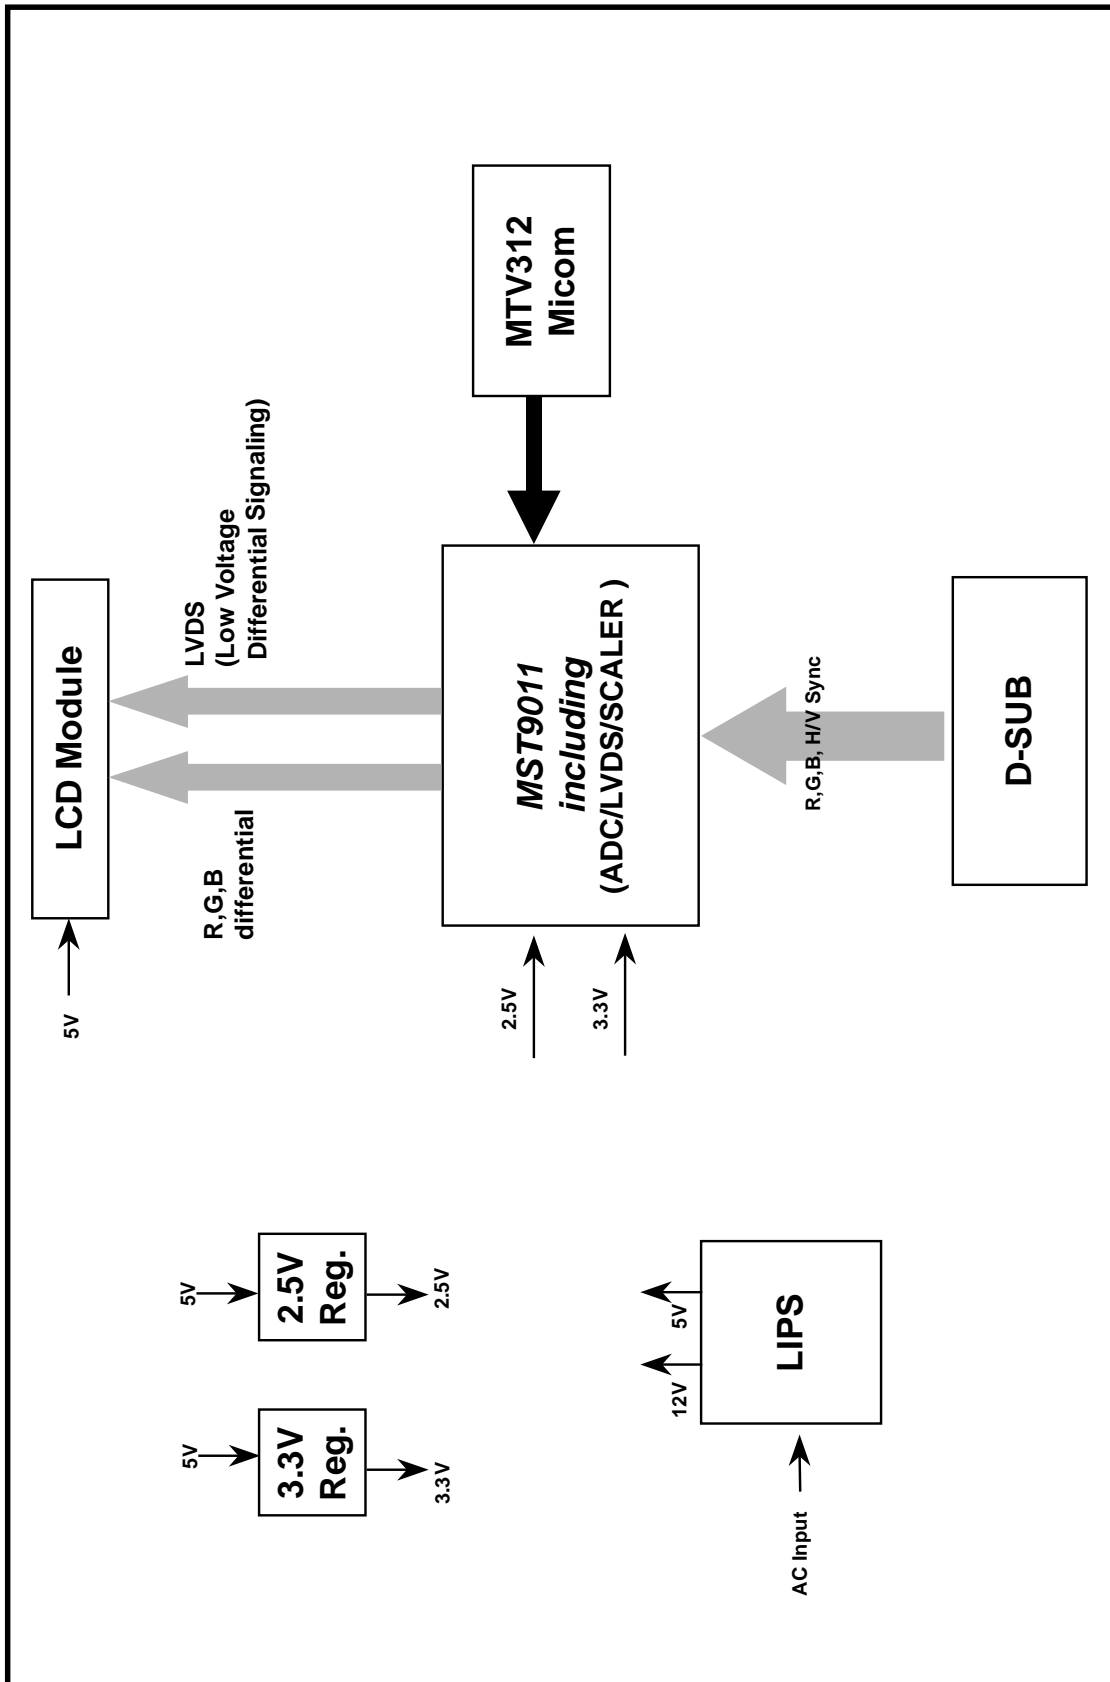 5V
LCD Module
R,G,B
differential
LVDS
(Low Voltage
Differential Signaling)
5V
3.3V
Reg.
3.3V
5V
2.5V
Reg.
2.5V
2.5V
3.3V
MST9011
including
(ADC/LVDS/SCALER )
MTV312
Micom
12V
5V
LIPS
AC Input
R,G,B, H/V Sync
D-SUB